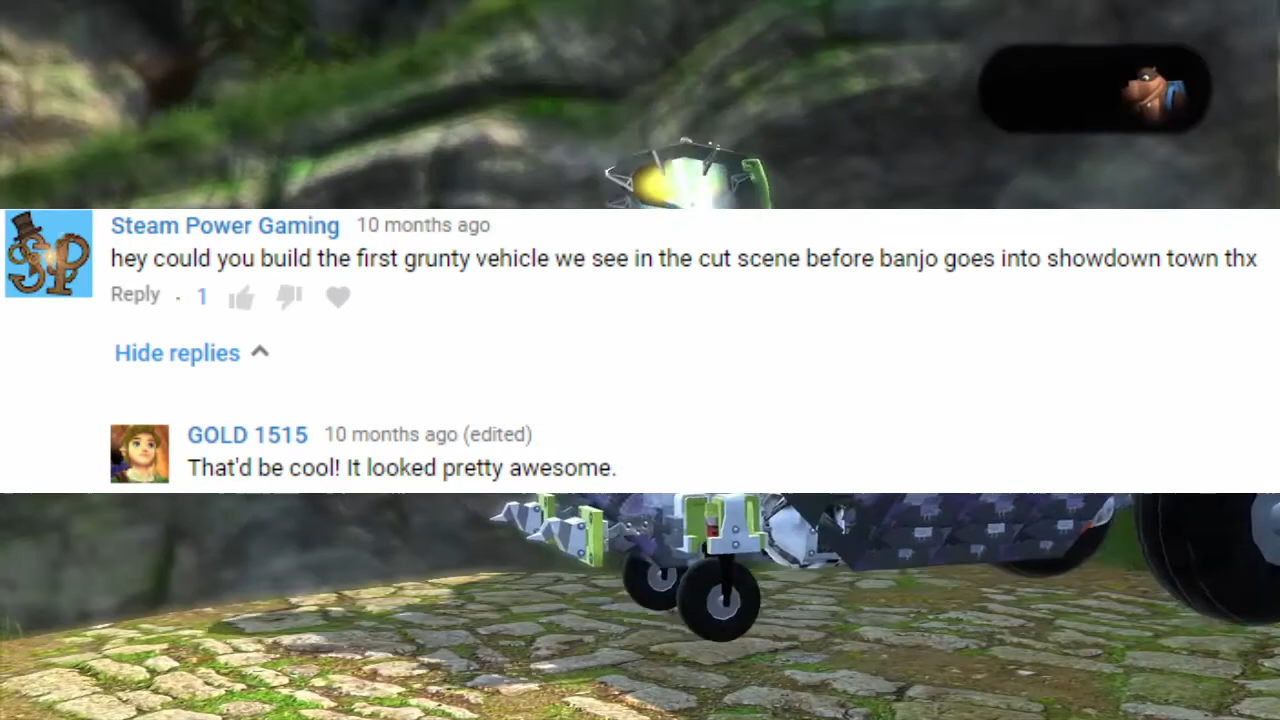 Steam Power Gaming 10 months ago
hey could you build the first grunty vehicle we see in the cut scene before banjo goes into showdown town thx
Reply · 1
Hide replies
GOLD 1515 10 months ago (edited)
That'd be cool! It looked pretty awesome.